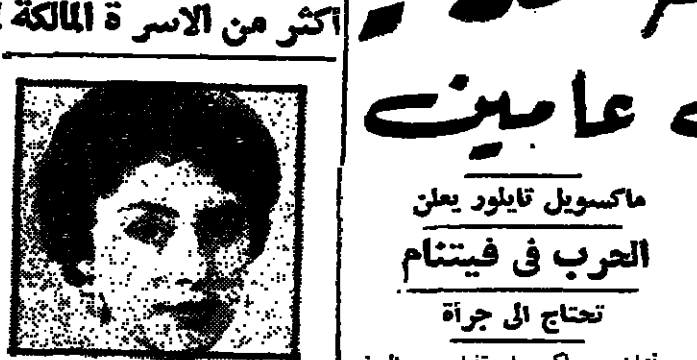 أكثر من الاسرة المالكة
عامين
ماكسويل تايلور يعلن
الحرب فى فيتنام
تحتاج الى جرأة